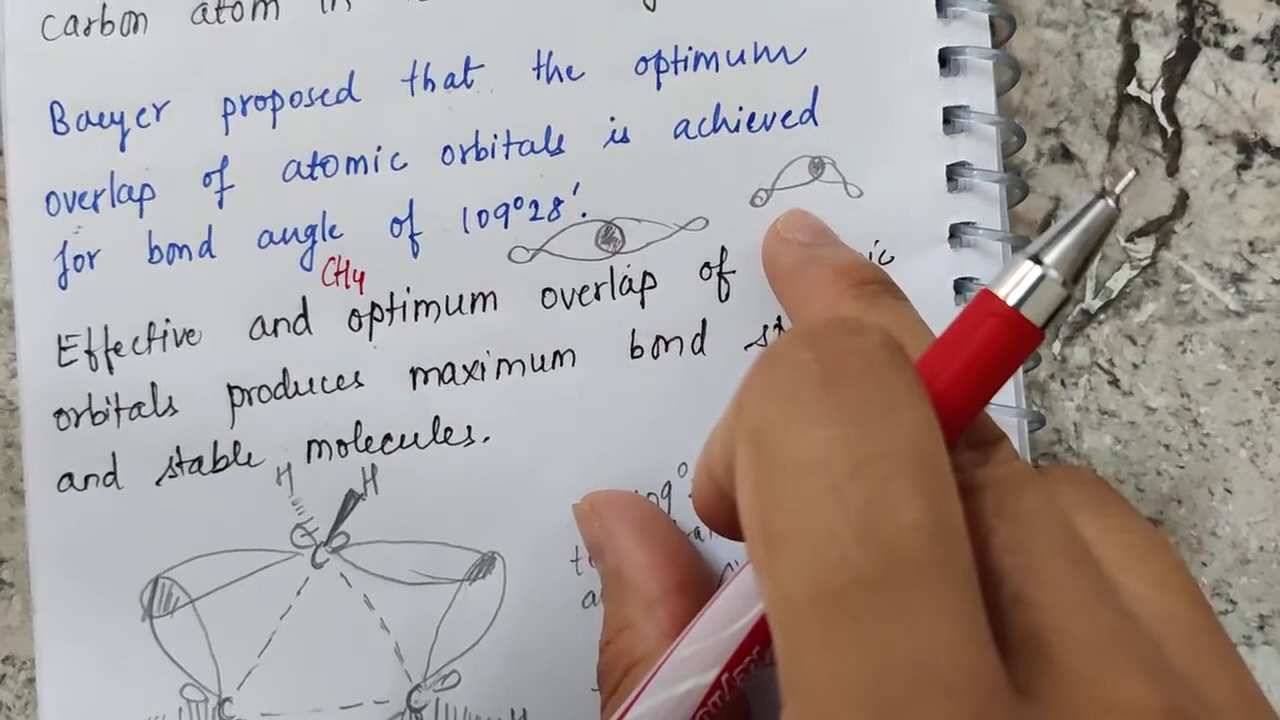 carbon atom in
Baeyer proposed that the optimum
overlap of atomic orbitals is achieved
for bond angle of 109°28'.
CH4
Effective and optimum overlap of
orbitals produces maximum bond
and stable molecules.
H H
C
109°
C C